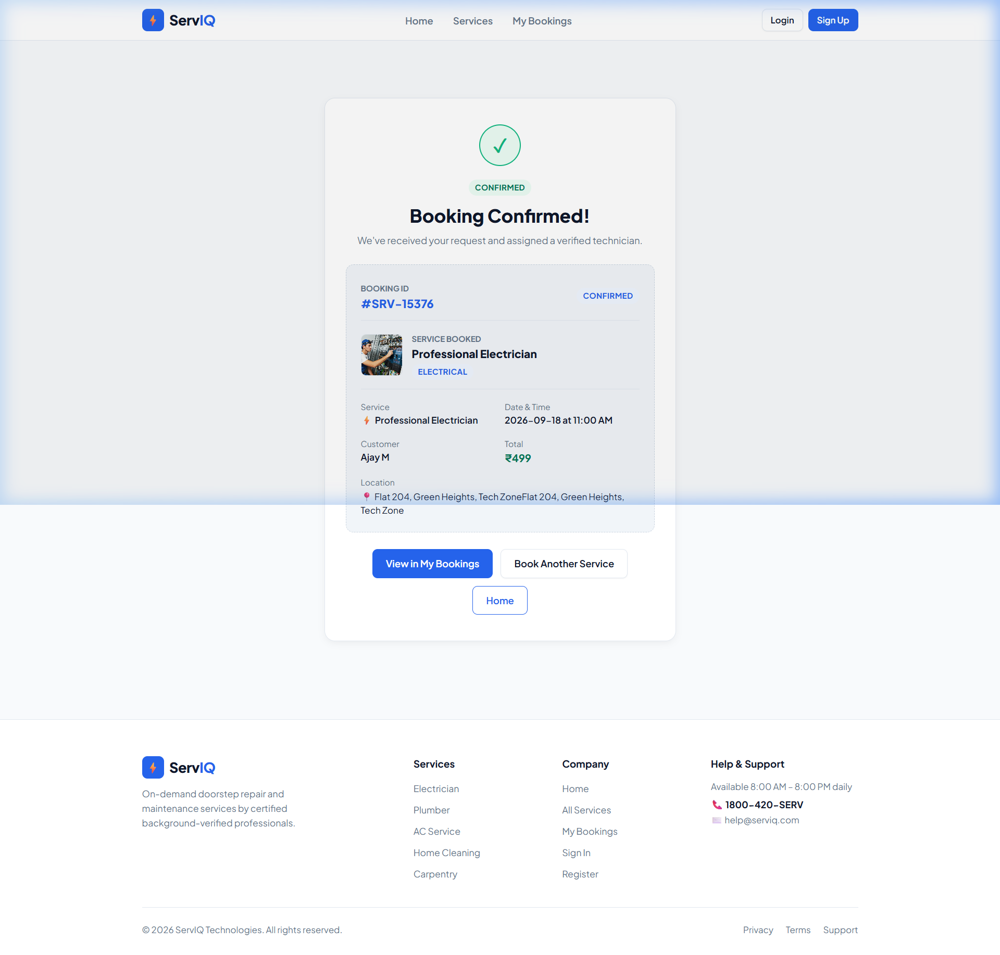 ServIQ
Home Services My Bookings
Login Sign Up
✓
CONFIRMED
Booking Confirmed!
We've received your request and assigned a verified technician.
BOOKING ID
#SRV-15376
CONFIRMED
SERVICE BOOKED
Professional Electrician
ELECTRICAL
Service
⚡ Professional Electrician
Date & Time
2026-09-18 at 11:00 AM
Customer
Ajay M
Total
₹499
Location
📍 Flat 204, Green Heights, Tech ZoneFlat 204, Green Heights,
Tech Zone
View in My Bookings
Book Another Service
Home
ServIQ
On-demand doorstep repair and
maintenance services by certified
background-verified professionals.
Services
Electrician
Plumber
AC Service
Home Cleaning
Carpentry
Company
Home
All Services
My Bookings
Sign In
Register
Help & Support
Available 8:00 AM – 8:00 PM daily
📞 1800-420-SERV
✉️ help@serviq.com
© 2026 ServIQ Technologies. All rights reserved.
Privacy Terms Support